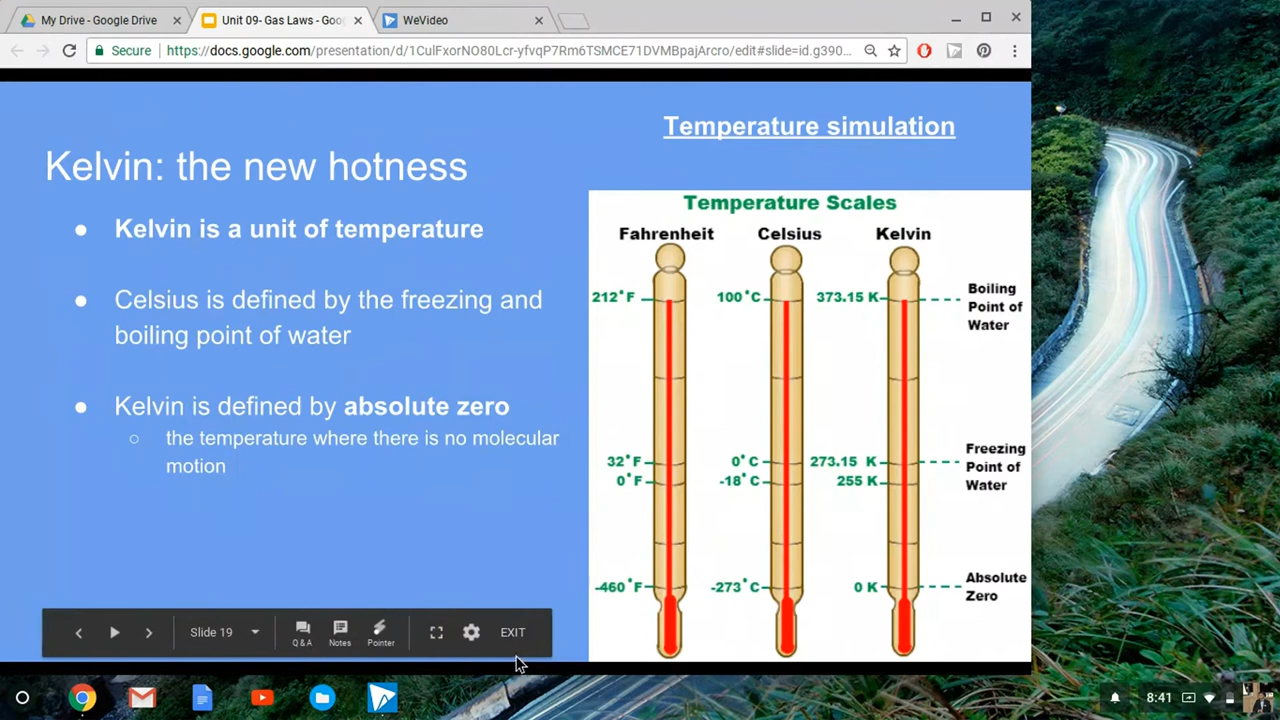 My Drive - Google Drive
Unit 09- Gas Laws - Goo
WeVideo
Secure
https://docs.google.com/presentation/d/1CulFxorNO80Lcr-yfvqP7Rm6TSMCE71DVMBpajArcro/edit#slide=id.g390...
Temperature simulation
Kelvin: the new hotness
● Kelvin is a unit of temperature
● Celsius is defined by the freezing and
boiling point of water
● Kelvin is defined by absolute zero
○ the temperature where there is no molecular
motion
Temperature Scales
Fahrenheit Celsius Kelvin
212°F 100°C 373.15 K
Boiling
Point of
Water
32°F 0°C 273.15 K
Freezing
Point of
Water
0°F -18°C 255 K
-460°F -273°C 0 K
Absolute
Zero
Slide 19
Q&A
Notes
Pointer
EXIT
8:41